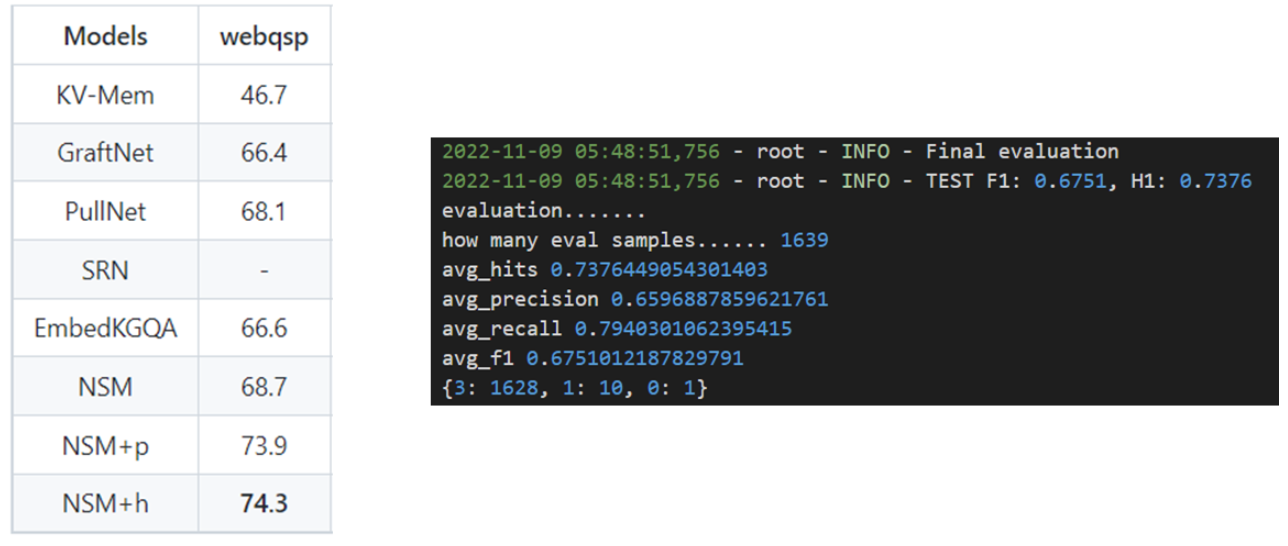 Models webqsp
KV-Mem 46.7
GraftNet 66.4
PullNet 68.1
SRN -
EmbedKGQA 66.6
NSM 68.7
NSM+p 73.9
NSM+h 74.3
2022-11-09 05:48:51,756 - root - INFO - Final evaluation
2022-11-09 05:48:51,756 - root - INFO - TEST F1: 0.6751, H1: 0.7376
evaluation.......
how many eval samples...... 1639
avg_hits 0.7376449054301403
avg_precision 0.6596887859621761
avg_recall 0.7940301062395415
avg_f1 0.6751012187829791
{3: 1628, 1: 10, 0: 1}